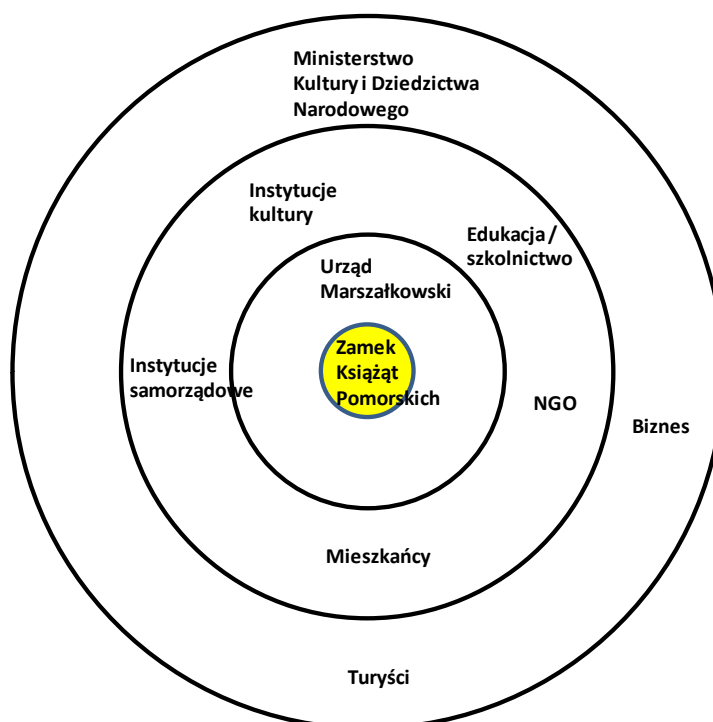 Ministerstwo
Kultury i Dziedzictwa
Narodowego
Instytucje
kultury
Edukacja /
szkolnictwo
Urząd
Marszałkowski
Zamek
Książąt
Pomorskich
Instytucje
samorządowe
NGO
Biznes
Mieszkańcy
Turyści